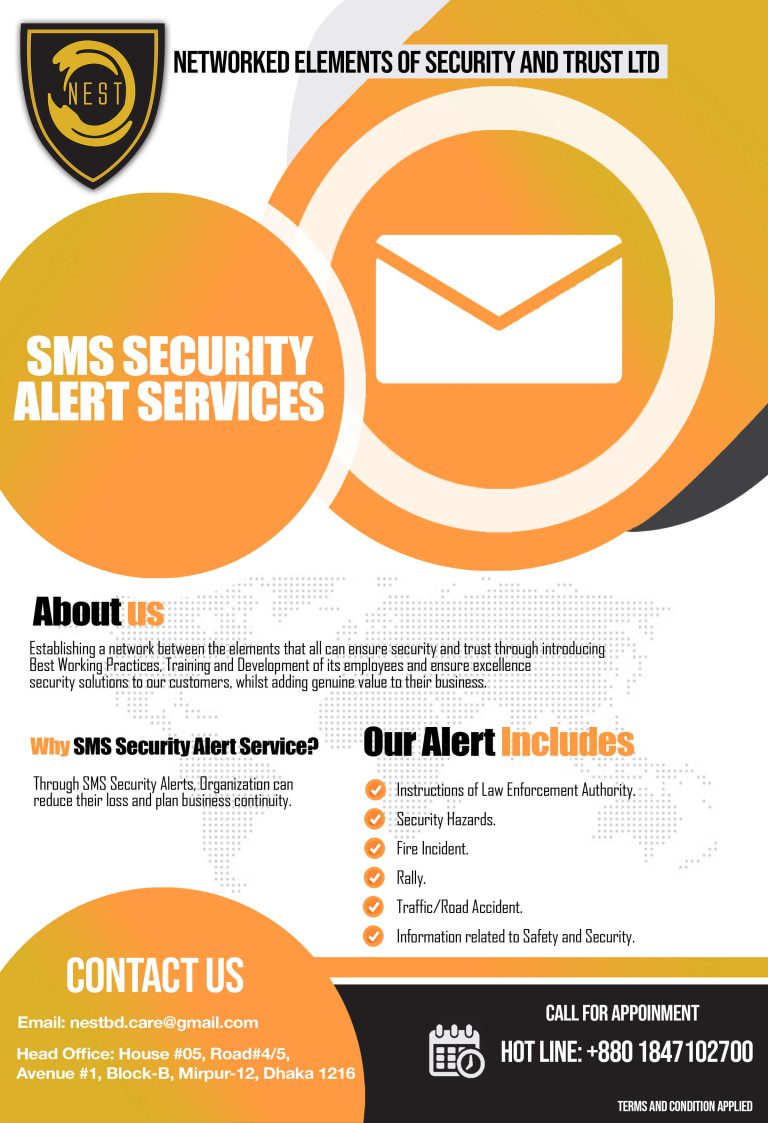 NEST
NETWORKED ELEMENTS OF SECURITY AND TRUST LTD
SMS SECURITY
ALERT SERVICES
About us
Establishing a network between the elements that all can ensure security and trust through introducing
Best Working Practices, Training and Development of its employees and ensure excellence
security solutions to our customers, whilst adding genuine value to their business.
Why SMS Security Alert Service?
Through SMS Security Alerts, Organization can
reduce their loss and plan business continuity.
Our Alert Includes
Instructions of Law Enforcement Authority.
Security Hazards.
Fire Incident.
Rally.
Traffic/Road Accident.
Information related to Safety and Security.
CONTACT US
Email: nestbd.care@gmail.com
Head Office: House #05, Road#4/5,
Avenue #1, Block-B, Mirpur-12, Dhaka 1216
CALL FOR APPOINMENT
HOT LINE: +880 1847102700
TERMS AND CONDITION APPLIED